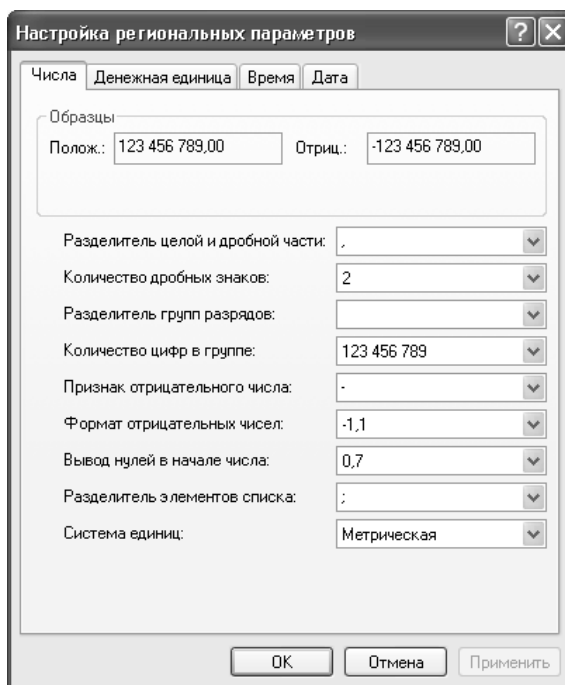 Настройка региональных параметров
Числа Денежная единица Время Дата
Образцы
Полож.: 123 456 789,00 Отриц.: -123 456 789,00
Разделитель целой и дробной части: ,
Количество дробных знаков: 2
Разделитель групп разрядов:
Количество цифр в группе: 123 456 789
Признак отрицательного числа: -
Формат отрицательных чисел: -1,1
Вывод нулей в начале числа: 0,7
Разделитель элементов списка: ;
Система единиц: Метрическая
OK Отмена Применить